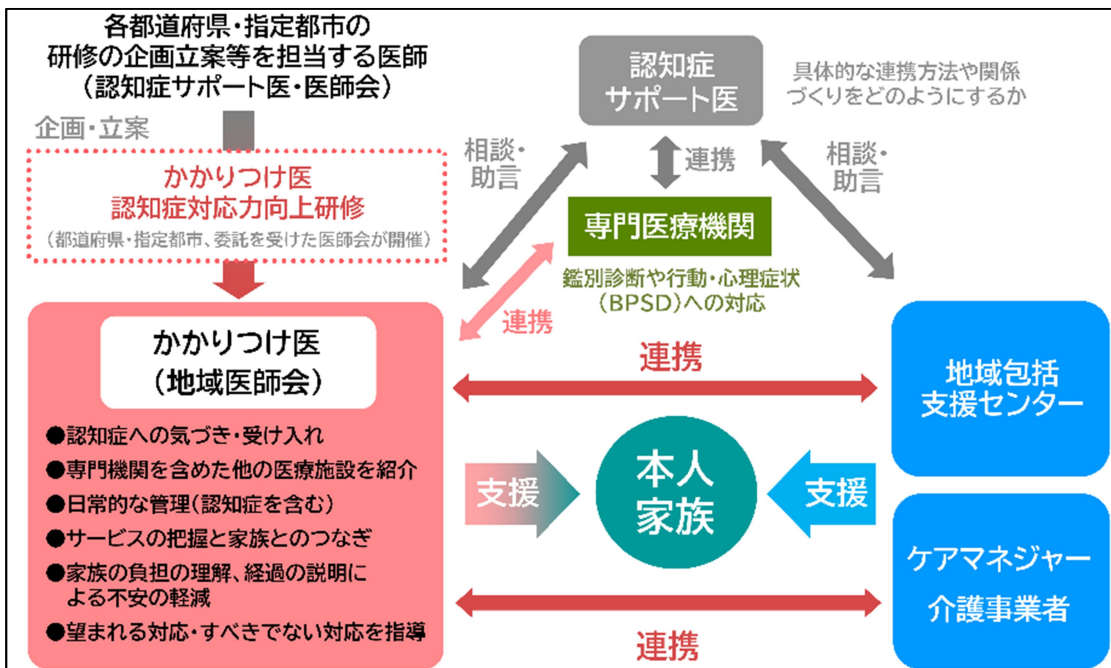 各都道府県・指定都市の
研修の企画立案等を担当する医師
（認知症サポート医・医師会）
企画・立案
かかりつけ医
認知症対応力向上研修
（都道府県・指定都市、委託を受けた医師会が開催）
認知症
サポート医
具体的な連携方法や関係
づくりをどのようにするか
相談・
助言
連携
相談・
助言
専門医療機関
鑑別診断や行動・心理症状
（BPSD）への対応
連携
かかりつけ医
（地域医師会）
●認知症への気づき・受け入れ
●専門機関を含めた他の医療施設を紹介
●日常的な管理（認知症を含む）
●サービスの把握と家族とのつなぎ
●家族の負担の理解、経過の説明に
よる不安の軽減
●望まれる対応・すべきでない対応を指導
連携
支援
本人
家族
支援
連携
地域包括
支援センター
ケアマネジャー
介護事業者